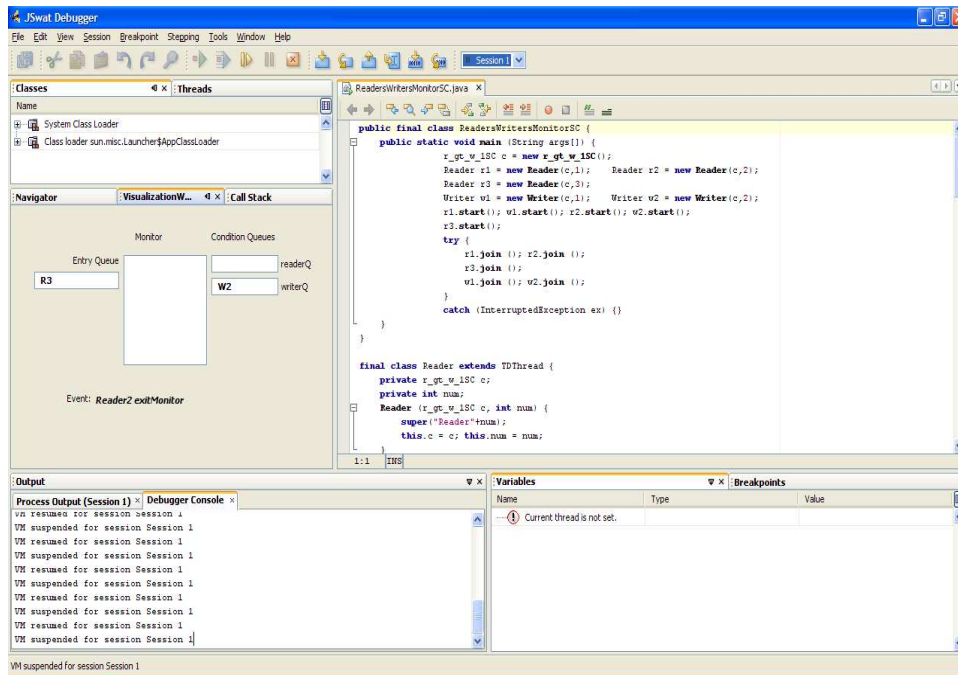 JSwat Debugger
File Edit View Session Breakpoint Stepping Tools Window Help
Session 1
Classes
Threads
Name
System Class Loader
Class loader sun.misc.Launcher$AppClassLoader
Navigator
VisualizationW...
Call Stack
Monitor
Condition Queues
Entry Queue
readerQ
R3
W2
writerQ
Event: Reader2 exitMonitor
ReadersWritersMonitorSC.java
public final class ReadersWritersMonitorSC {
public static void main (String args[]) {
r_gt_w_1SC c = new r_gt_w_1SC();
Reader r1 = new Reader(c,1); Reader r2 = new Reader(c,2);
Reader r3 = new Reader(c,3);
Writer w1 = new Writer(c,1); Writer w2 = new Writer(c,2);
r1.start(); w1.start(); r2.start(); w2.start();
r3.start();
try {
r1.join (); r2.join ();
r3.join ();
w1.join (); w2.join ();
}
catch (InterruptedException ex) {}
}
}
final class Reader extends TDThread {
private r_gt_w_1SC c;
private int num;
Reader (r_gt_w_1SC c, int num) {
super("Reader"+num);
this.c = c; this.num = num;
}
1:1 INS
Output
Process Output (Session 1)
Debugger Console
VM resumed for session Session 1
VM suspended for session Session 1
VM resumed for session Session 1
VM suspended for session Session 1
VM resumed for session Session 1
VM suspended for session Session 1
VM resumed for session Session 1
VM suspended for session Session 1
VM resumed for session Session 1
VM suspended for session Session 1
Variables
Breakpoints
Name Type Value
Current thread is not set.
VM suspended for session Session 1